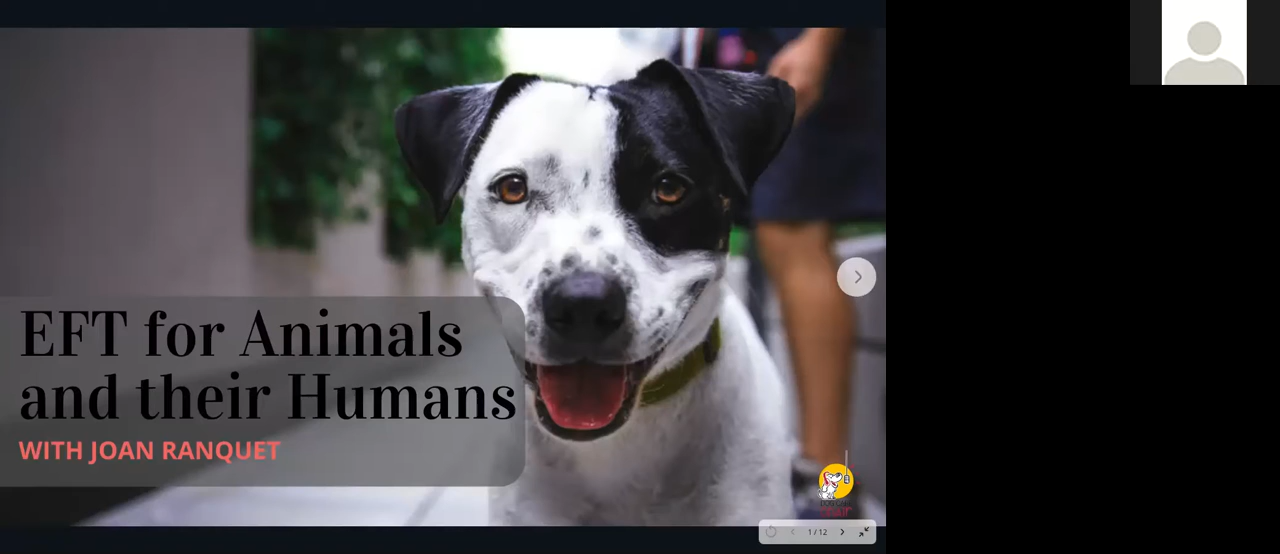 EFT for Animals
and their Humans
WITH JOAN RANQUET
1 / 12